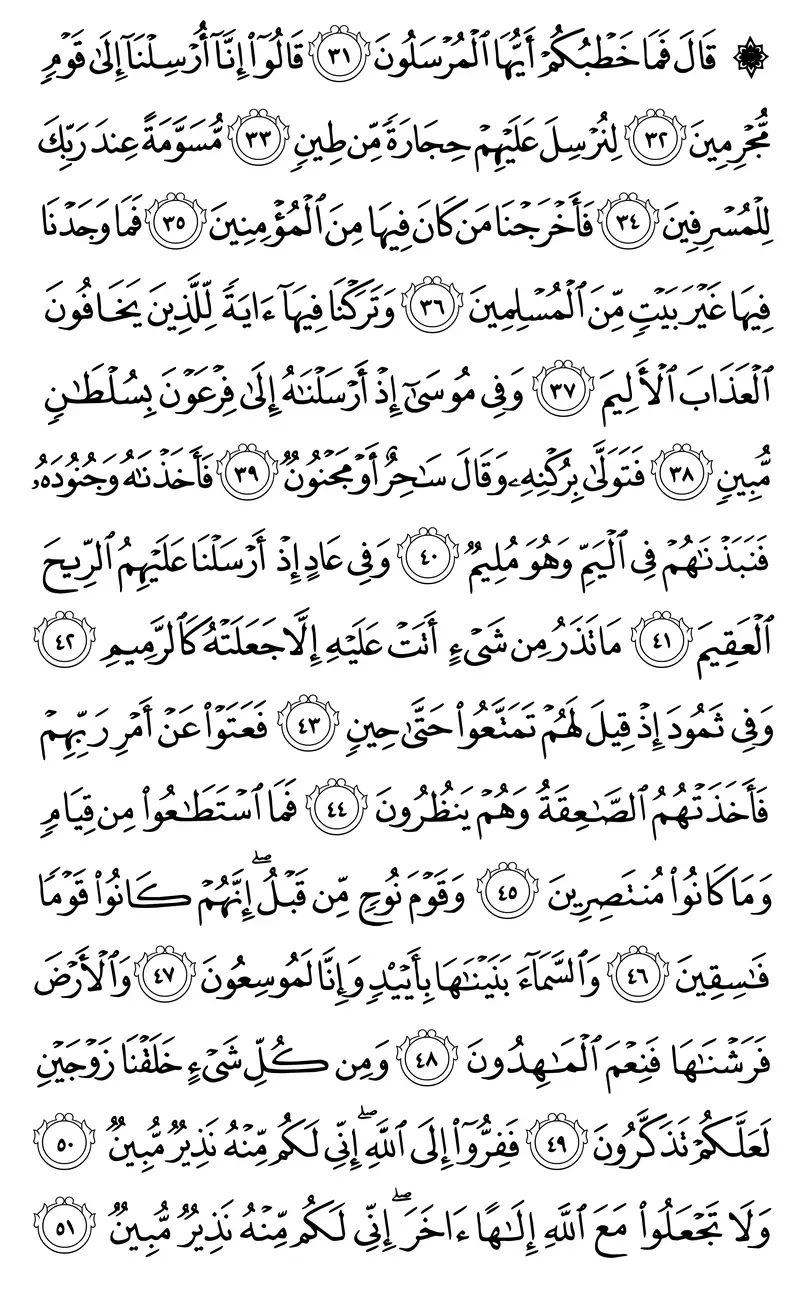 ۞ قَالَ فَمَا خَطۡبُكُمۡ أَيُّهَا ٱلۡمُرۡسَلُونَ ٣١ قَالُوٓاْ إِنَّآ أُرۡسِلۡنَآ إِلَىٰ قَوۡمٖ
مُّجۡرِمِينَ ٣٢ لِنُرۡسِلَ عَلَيۡهِمۡ حِجَارَةٗ مِّن طِينٖ ٣٣ مُّسَوَّمَةً عِندَ رَبِّكَ
لِلۡمُسۡرِفِينَ ٣٤ فَأَخۡرَجۡنَا مَن كَانَ فِيهَا مِنَ ٱلۡمُؤۡمِنِينَ ٣٥ فَمَا وَجَدۡنَا
فِيهَا غَيۡرَ بَيۡتٖ مِّنَ ٱلۡمُسۡلِمِينَ ٣٦ وَتَرَكۡنَا فِيهَآ ءَايَةٗ لِّلَّذِينَ يَخَافُونَ
ٱلۡعَذَابَ ٱلۡأَلِيمَ ٣٧ وَفِي مُوسَىٰٓ إِذۡ أَرۡسَلۡنَٰهُ إِلَىٰ فِرۡعَوۡنَ بِسُلۡطَٰنٖ
مُّبِينٖ ٣٨ فَتَوَلَّىٰ بِرُكۡنِهِۦ وَقَالَ سَٰحِرٌ أَوۡ مَجۡنُونٞ ٣٩ فَأَخَذۡنَٰهُ وَجُنُودَهُۥ
فَنَبَذۡنَٰهُمۡ فِي ٱلۡيَمِّ وَهُوَ مُلِيمٞ ٤٠ وَفِي عَادٍ إِذۡ أَرۡسَلۡنَا عَلَيۡهِمُ ٱلرِّيحَ
ٱلۡعَقِيمَ ٤١ مَا تَذَرُ مِن شَيۡءٍ أَتَتۡ عَلَيۡهِ إِلَّا جَعَلَتۡهُ كَٱلرَّمِيمِ ٤٢
وَفِي ثَمُودَ إِذۡ قِيلَ لَهُمۡ تَمَتَّعُواْ حَتَّىٰ حِينٖ ٤٣ فَعَتَوۡاْ عَنۡ أَمۡرِ رَبِّهِمۡ
فَأَخَذَتۡهُمُ ٱلصَّٰعِقَةُ وَهُمۡ يَنظُرُونَ ٤٤ فَمَا ٱسۡتَطَٰعُواْ مِن قِيَامٖ
وَمَا كَانُواْ مُنتَصِرِينَ ٤٥ وَقَوۡمَ نُوحٖ مِّن قَبۡلُۖ إِنَّهُمۡ كَانُواْ قَوۡمٗا
فَٰسِقِينَ ٤٦ وَٱلسَّمَآءَ بَنَيۡنَٰهَا بِأَيۡيْدٖ وَإِنَّا لَمُوسِعُونَ ٤٧ وَٱلۡأَرۡضَ
فَرَشۡنَٰهَا فَنِعۡمَ ٱلۡمَٰهِدُونَ ٤٨ وَمِن كُلِّ شَيۡءٍ خَلَقۡنَا زَوۡجَيۡنِ
لَعَلَّكُمۡ تَذَكَّرُونَ ٤٩ فَفِرُّوٓاْ إِلَى ٱللَّهِۖ إِنِّي لَكُم مِّنۡهُ نَذِيرٞ مُّبِينٞ ٥٠
وَلَا تَجۡعَلُواْ مَعَ ٱللَّهِ إِلَٰهًا ءَاخَرَۖ إِنِّي لَكُم مِّنۡهُ نَذِيرٞ مُّبِينٞ ٥١